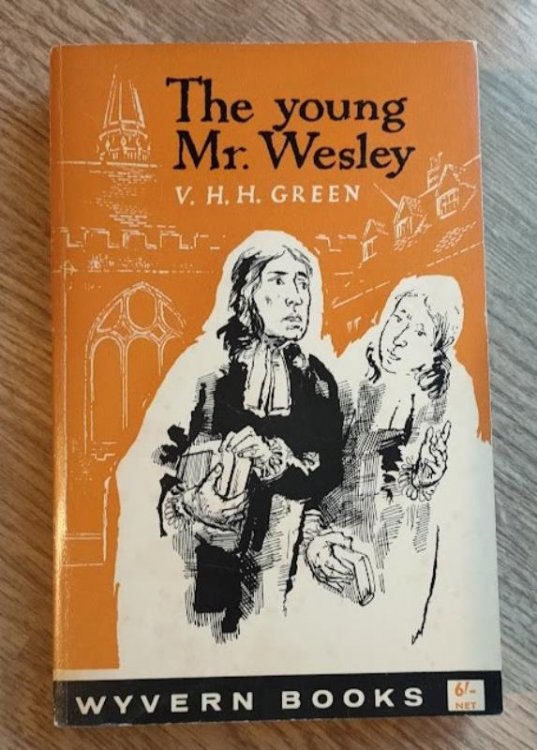 The young
Mr. Wesley
V. H. H. GREEN
WYVERN BOOKS
6/-
NET